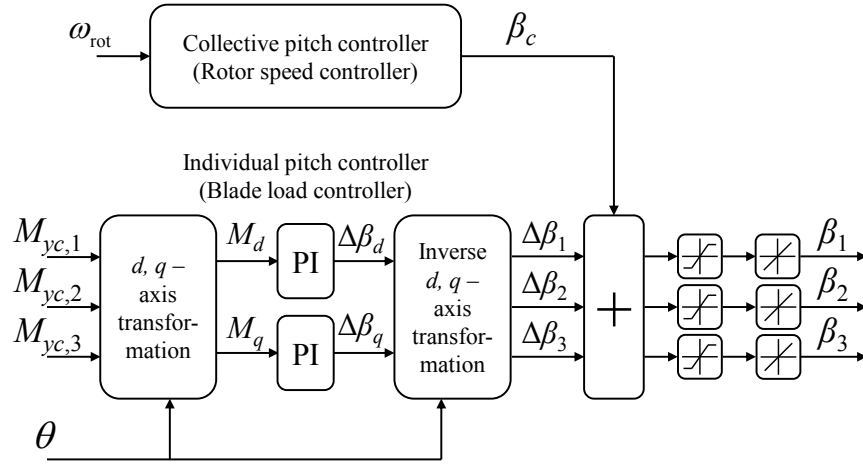 ω_rot
Collective pitch controller
(Rotor speed controller)
β_c
Individual pitch controller
(Blade load controller)
M_yc,1
M_yc,2
M_yc,3
d, q –
axis
transfor-
mation
M_d
M_q
PI
PI
Δβ_d
Δβ_q
Inverse
d, q –
axis
transfor-
mation
Δβ_1
Δβ_2
Δβ_3
+
β_1
β_2
β_3
θ